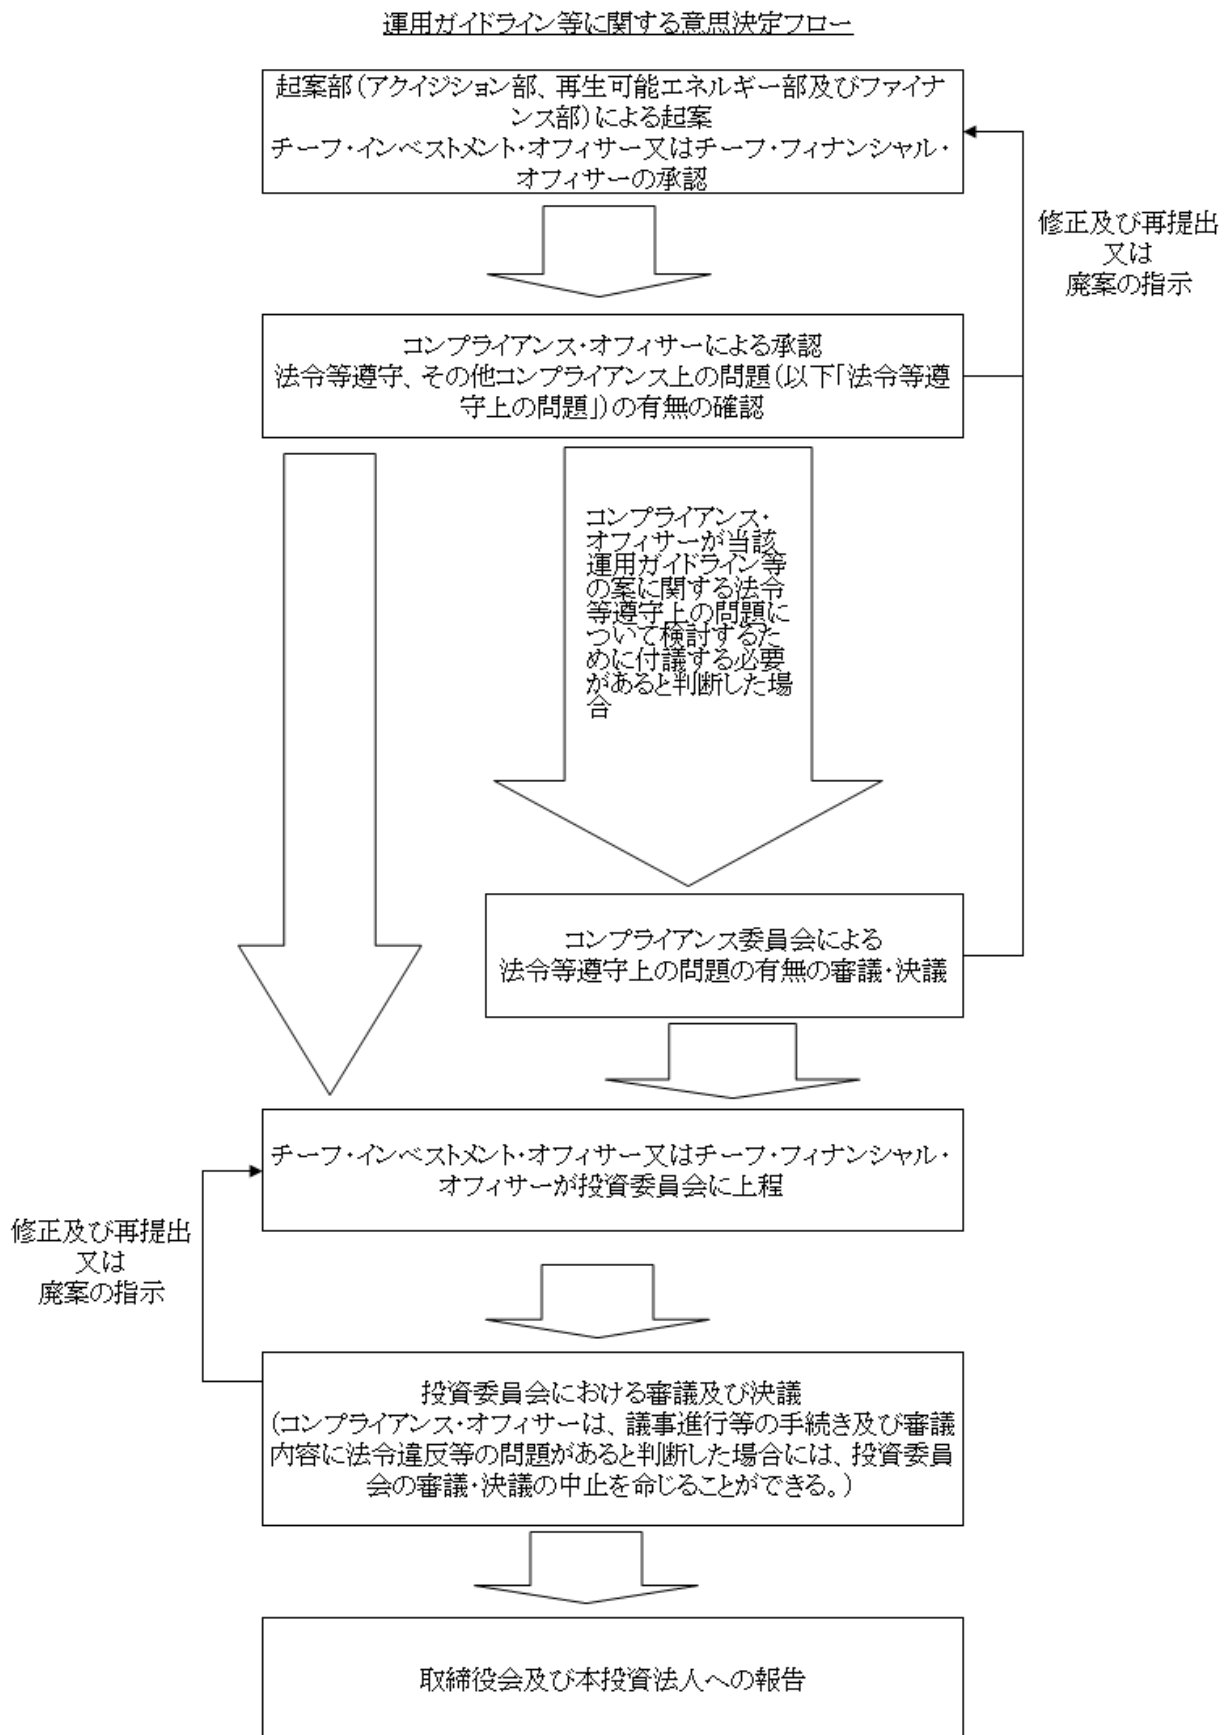 運用ガイドライン等に関する意思決定フロー
起案部(アクイジション部、再生可能エネルギー部及びファイナ
ンス部)による起案
チーフ・インベストメント・オフィサー又はチーフ・フィナンシャル・
オフィサーの承認
修正及び再提出
又は
廃案の指示
コンプライアンス・オフィサーによる承認
法令等遵守、その他コンプライアンス上の問題(以下「法令等遵
守上の問題」)の有無の確認
コンプライアンス・
オフィサーが当該
運用ガイドライン等
の案に関する法令
等遵守上の問題に
ついて検討するた
めに付議する必要
があると判断した場
合
コンプライアンス委員会による
法令等遵守上の問題の有無の審議・決議
チーフ・インベストメント・オフィサー又はチーフ・フィナンシャル・
オフィサーが投資委員会に上程
修正及び再提出
又は
廃案の指示
投資委員会における審議及び決議
(コンプライアンス・オフィサーは、議事進行等の手続き及び審議
内容に法令違反等の問題があると判断した場合には、投資委員
会の審議・決議の中止を命じることができる。)
取締役会及び本投資法人への報告